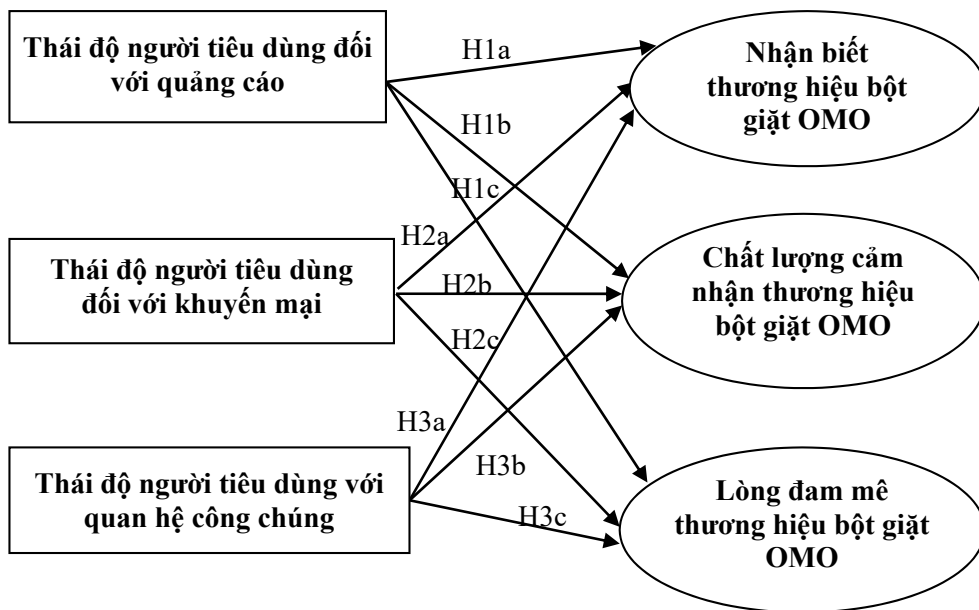 Thái độ người tiêu dùng đối
với quảng cáo
H1a
Nhận biết
thương hiệu bột
giặt OMO
H1b
H1c
H2a
Thái độ người tiêu dùng
đối với khuyến mại
H2b
Chất lượng cảm
nhận thương hiệu
bột giặt OMO
H2c
H3a
Thái độ người tiêu dùng với
quan hệ công chúng
H3b
H3c
Lòng đam mê
thương hiệu bột giặt
OMO